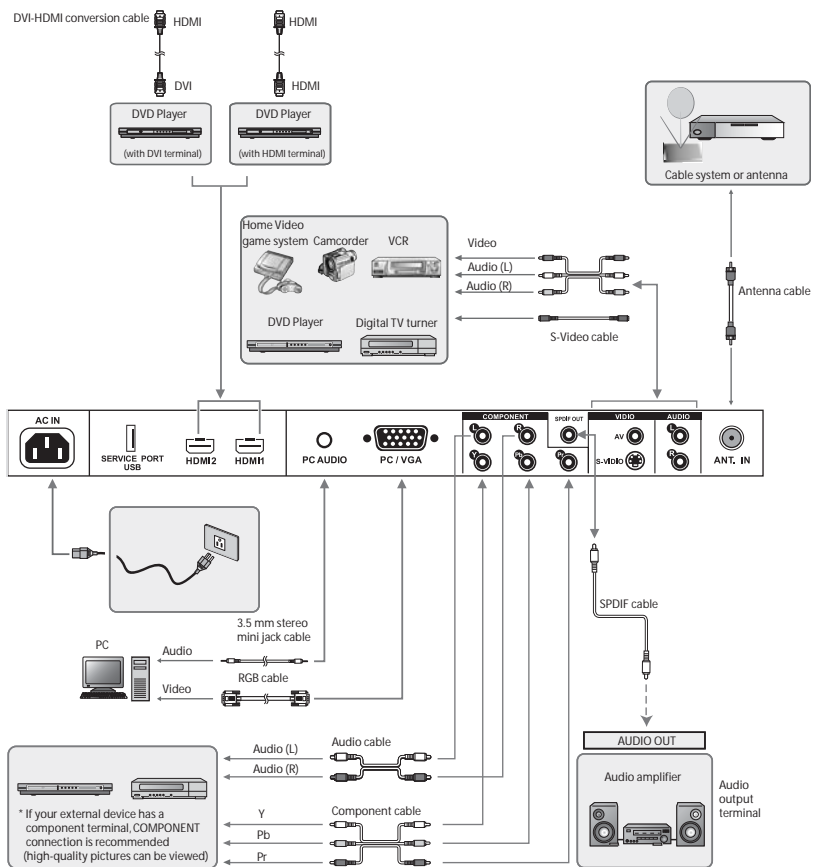 DVI-HDMI conversion cable
HDMI
HDMI
DVI
HDMI
DVD Player
(with DVI terminal)
DVD Player
(with HDMI terminal)
Cable system or antenna
Antenna cable
Home Video
game system
Camcorder
VCR
DVD Player
Digital TV turner
Video
Audio (L)
Audio (R)
S-Video cable
AC IN
SERVICE PORT
USB
HDMI2
HDMI1
PC AUDIO
PC / VGA
COMPONENT
L
R
Y
Pb
Pr
SPDIF OUT
VIDEO
AUDIO
AV
S-VIDEO
L
R
ANT. IN
3.5 mm stereo
mini jack cable
PC
Audio
Video
RGB cable
SPDIF cable
AUDIO OUT
Audio amplifier
Audio
output
terminal
Audio (L)
Audio (R)
Audio cable
Y
Pb
Pr
Component cable
* If your external device has a
component terminal, COMPONENT
connection is recommended
(high-quality pictures can be viewed)